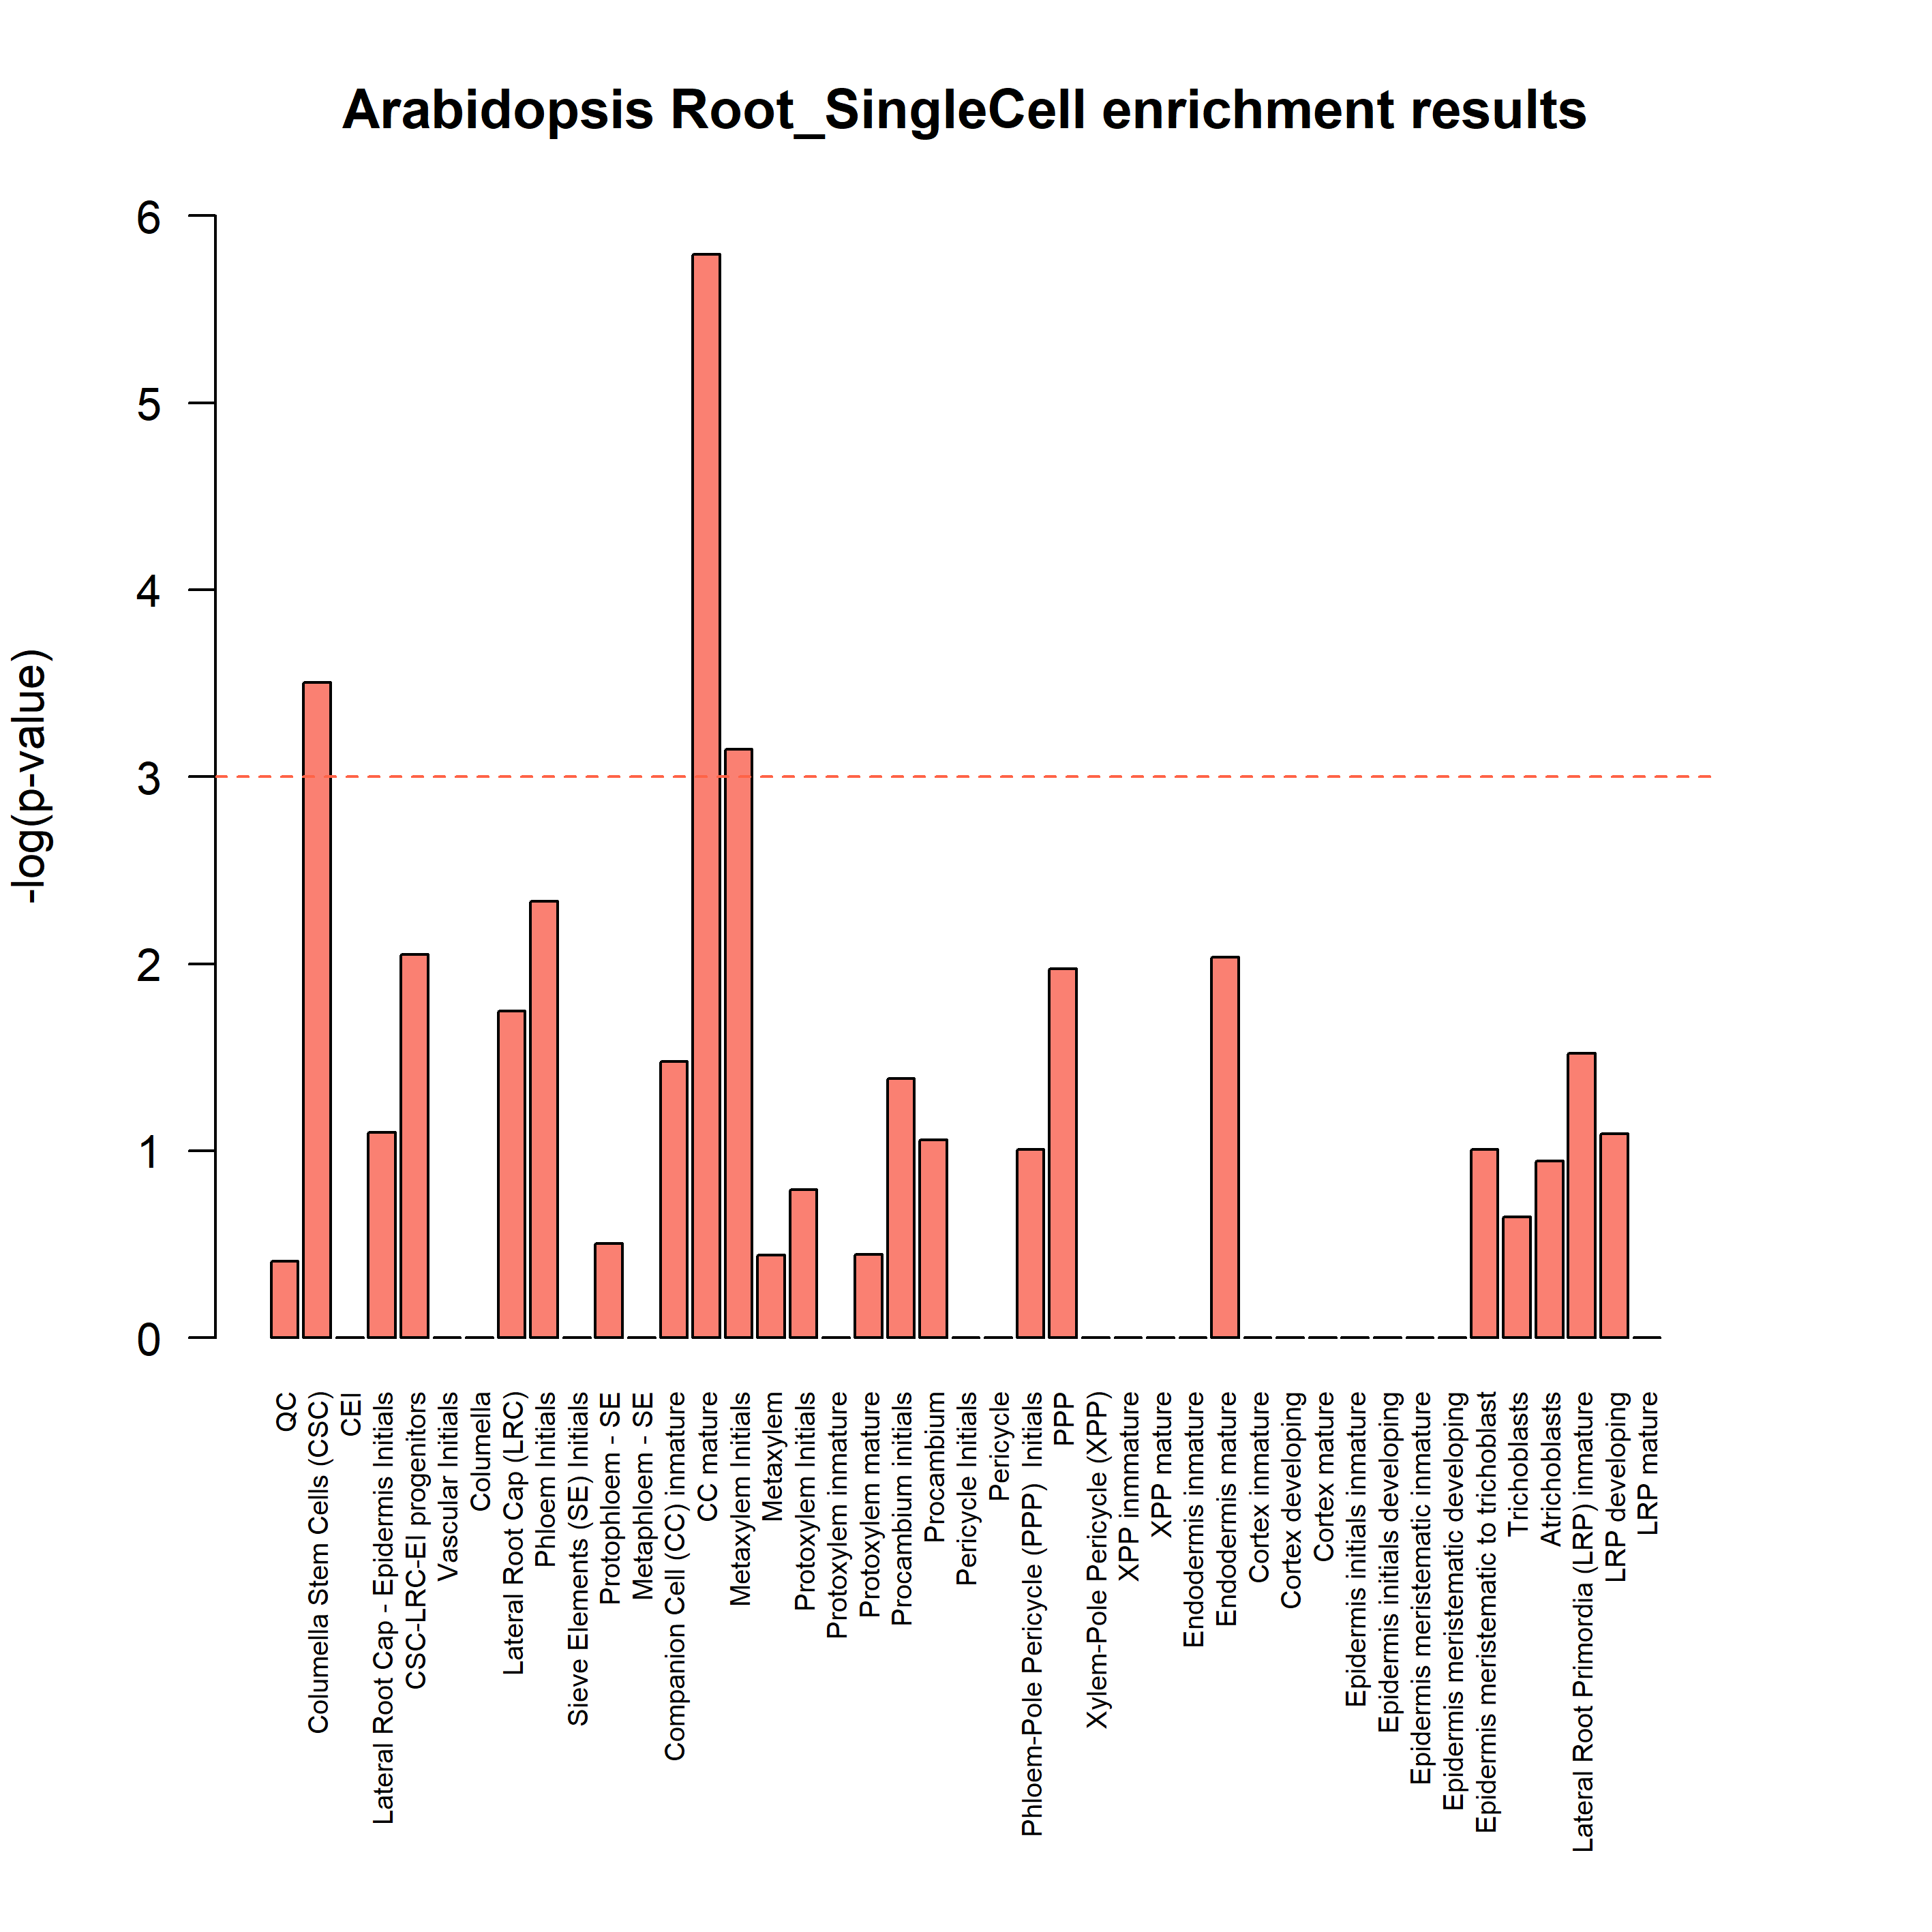 Arabidopsis Root_SingleCell enrichment results
-log(p-value)
6
5
4
3
2
1
0
QC
Columella Stem Cells (CSC)
CEI
Lateral Root Cap - Epidermis Initials
CSC-LRC-EI progenitors
Vascular Initials
Columella
Lateral Root Cap (LRC)
Phloem Initials
Sieve Elements (SE) Initials
Protophloem - SE
Metaphloem - SE
Companion Cell (CC) inmature
CC mature
Metaxylem Initials
Metaxylem
Protoxylem Initials
Protoxylem inmature
Protoxylem mature
Procambium initials
Procambium
Pericycle Initials
Pericycle
Phloem-Pole Pericycle (PPP)  Initials
PPP
Xylem-Pole Pericycle (XPP)
XPP inmmature
XPP mature
Endodermis inmature
Endodermis mature
Cortex inmature
Cortex developing
Cortex mature
Epidermis initials inmature
Epidermis initials developing
Epidermis meristematic inmature
Epidermis meristematic developing
Epidermis meristematic to trichoblast
Trichoblasts
Atrichoblasts
Lateral Root Primordia (LRP) inmature
LRP developing
LRP mature